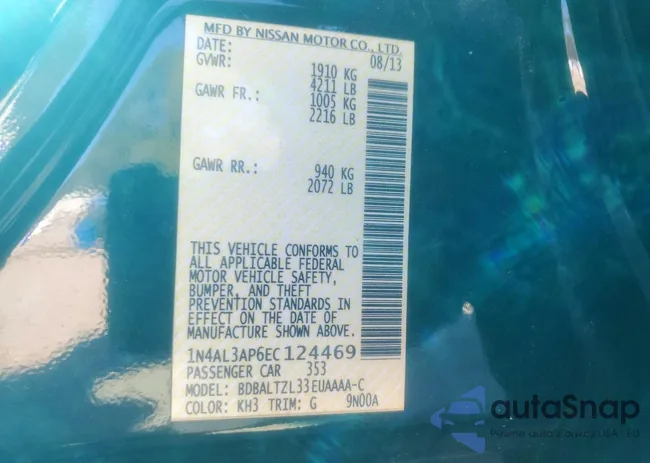 MFD BY NISSAN MOTOR CO., LTD.
DATE: 08/13
GVWR: 1910 KG
4211 LB
GAWR FR.: 1005 KG
2216 LB
GAWR RR.: 940 KG
2072 LB
THIS VEHICLE CONFORMS TO
ALL APPLICABLE FEDERAL
MOTOR VEHICLE SAFETY,
BUMPER, AND THEFT
PREVENTION STANDARDS IN
EFFECT ON THE DATE OF
MANUFACTURE SHOWN ABOVE.
1N4AL3AP6EC124469
PASSENGER CAR 353
MODEL: BDBALTZL33EUAAAA-C
COLOR: KH3 TRIM: G 9N00A
autaSnap